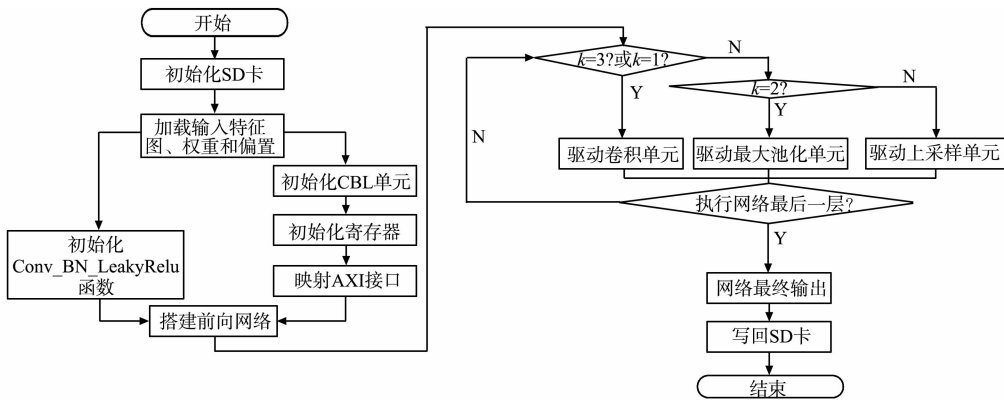 开始
初始化SD卡
加载输入特征
图、权重和偏置
初始化CBL单元
初始化寄存器
映射AXI接口
初始化
Conv_BN_LeakyRelu
函数
搭建前向网络
k=3?或k=1?
N
Y
k=2?
N
Y
N
驱动卷积单元
驱动最大池化单元
驱动上采样单元
执行网络最后一层?
Y
网络最终输出
写回SD卡
结束